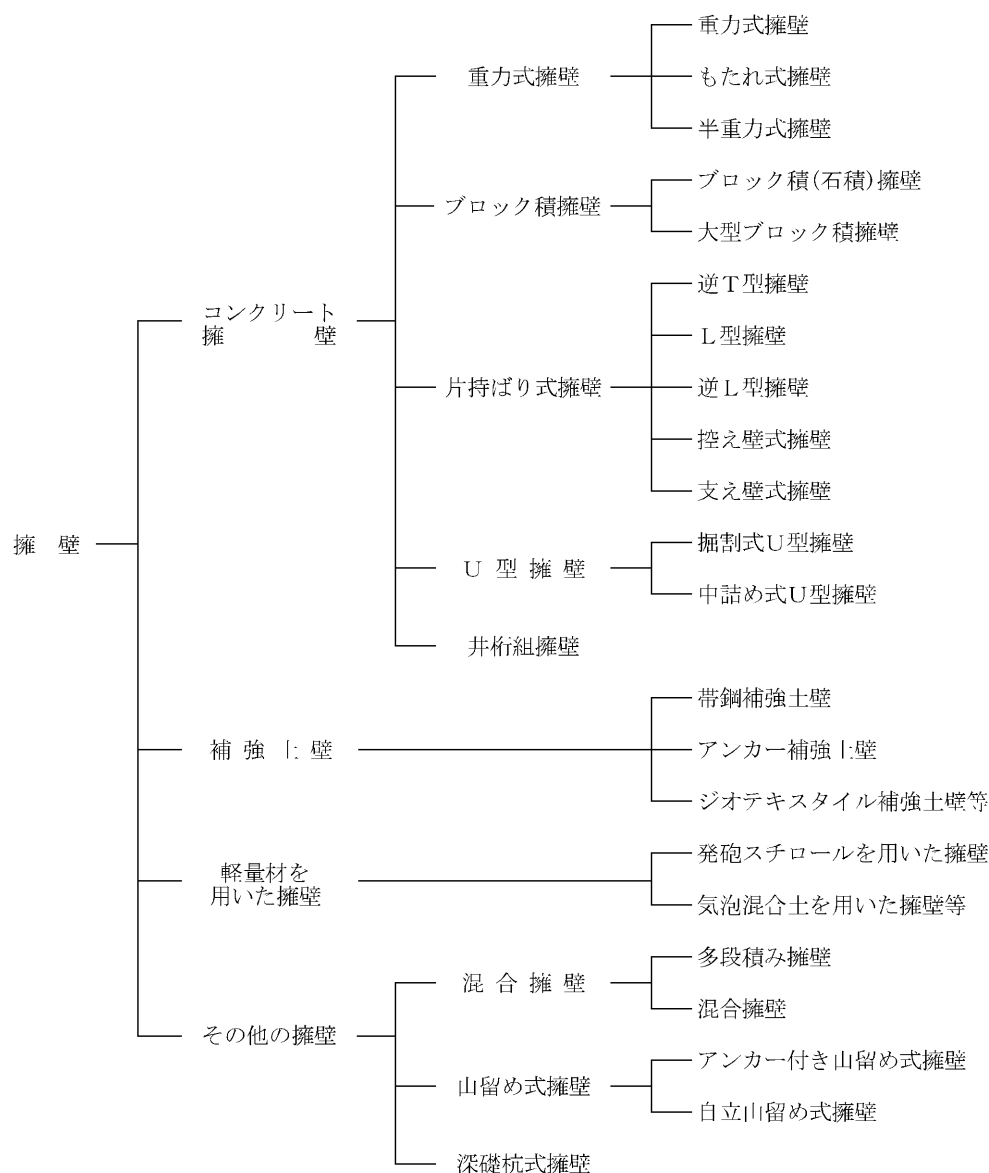 擁壁
コンクリート
擁壁
重力式擁壁
重力式擁壁
もたれ式擁壁
半重力式擁壁
ブロック積擁壁
ブロック積(石積)擁壁
大型ブロック積擁壁
片持ばり式擁壁
逆T型擁壁
L型擁壁
逆L型擁壁
控え壁式擁壁
支え壁式擁壁
U型擁壁
掘割式U型擁壁
中詰め式U型擁壁
井桁組擁壁
補強土壁
帯鋼補強土壁
アンカー補強土壁
ジオテキスタイル補強土壁等
軽量材を
用いた擁壁
発砲スチロールを用いた擁壁
気泡混合土を用いた擁壁等
その他の擁壁
混合擁壁
多段積み擁壁
混合擁壁
山留め式擁壁
アンカー付き山留め式擁壁
自立山留め式擁壁
深礎杭式擁壁